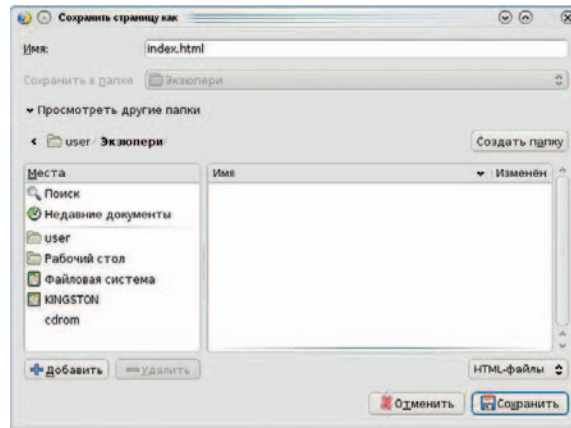 Сохранить страницу как
Имя:
index.html
Сохранить в папке
Экзюпери
Просмотреть другие папки
user Экзюпери
Создать папку
Места
Имя
Изменён
Поиск
Недавние документы
user
Рабочий стол
Файловая система
KINGSTON
cdrom
Добавить
Удалить
HTML-файлы
Отменить
Сохранить